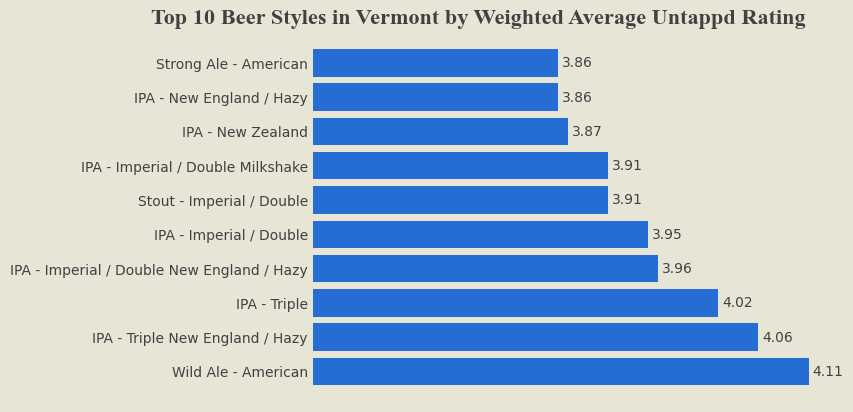 Top 10 Beer Styles in Vermont by Weighted Average Untappd Rating
Strong Ale - American 3.86
IPA - New England / Hazy 3.86
IPA - New Zealand 3.87
IPA - Imperial / Double Milkshake 3.91
Stout - Imperial / Double 3.91
IPA - Imperial / Double 3.95
IPA - Imperial / Double New England / Hazy 3.96
IPA - Triple 4.02
IPA - Triple New England / Hazy 4.06
Wild Ale - American 4.11